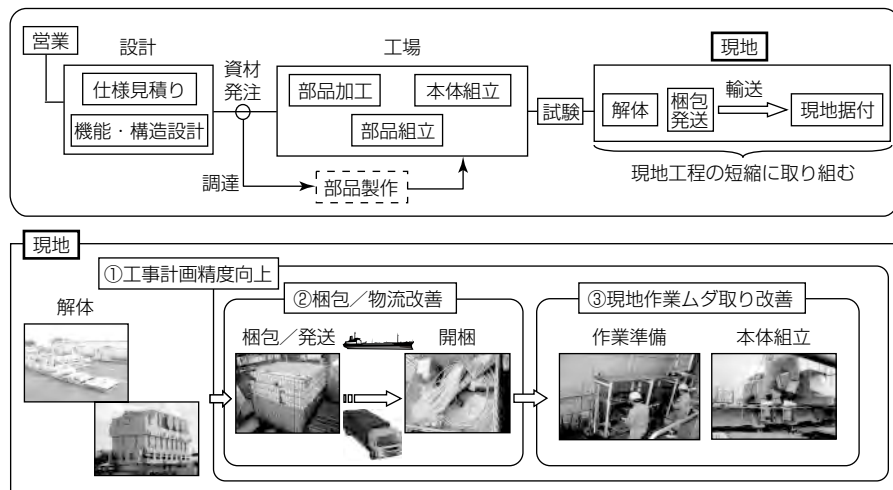 営業
設計
仕様見積り
機能・構造設計
資材
発注
調達
部品製作
工場
部品加工
本体組立
部品組立
試験
現地
解体
梱包
発送
輸送
現地据付
現地工程の短縮に取り組む
現地
①工事計画精度向上
解体
②梱包／物流改善
梱包／発送
開梱
③現地作業ムダ取り改善
作業準備
本体組立